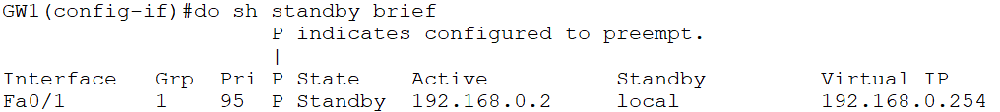 GW1(config-if)#do sh standby brief
P indicates configured to preempt.
|
Interface Grp Pri P State Active Standby Virtual IP
Fa0/1 1 95 P Standby 192.168.0.2 local 192.168.0.254